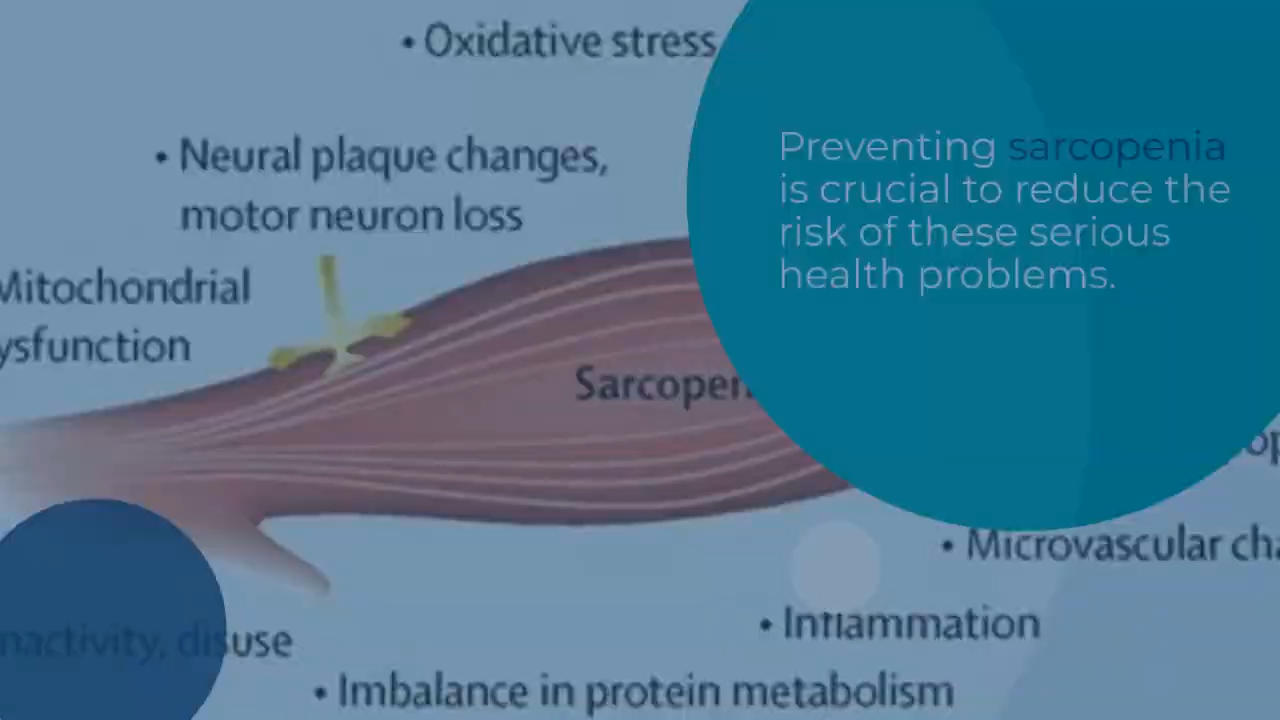 • Oxidative stress
• Neural plaque changes,
motor neuron loss
Mitochondrial
ysfunction
Sarcopen
nactivity, disuse
• Imbalance in protein metabolism
• Inflammation
• Microvascular cha
op
Preventing sarcopenia
is crucial to reduce the
risk of these serious
health problems.